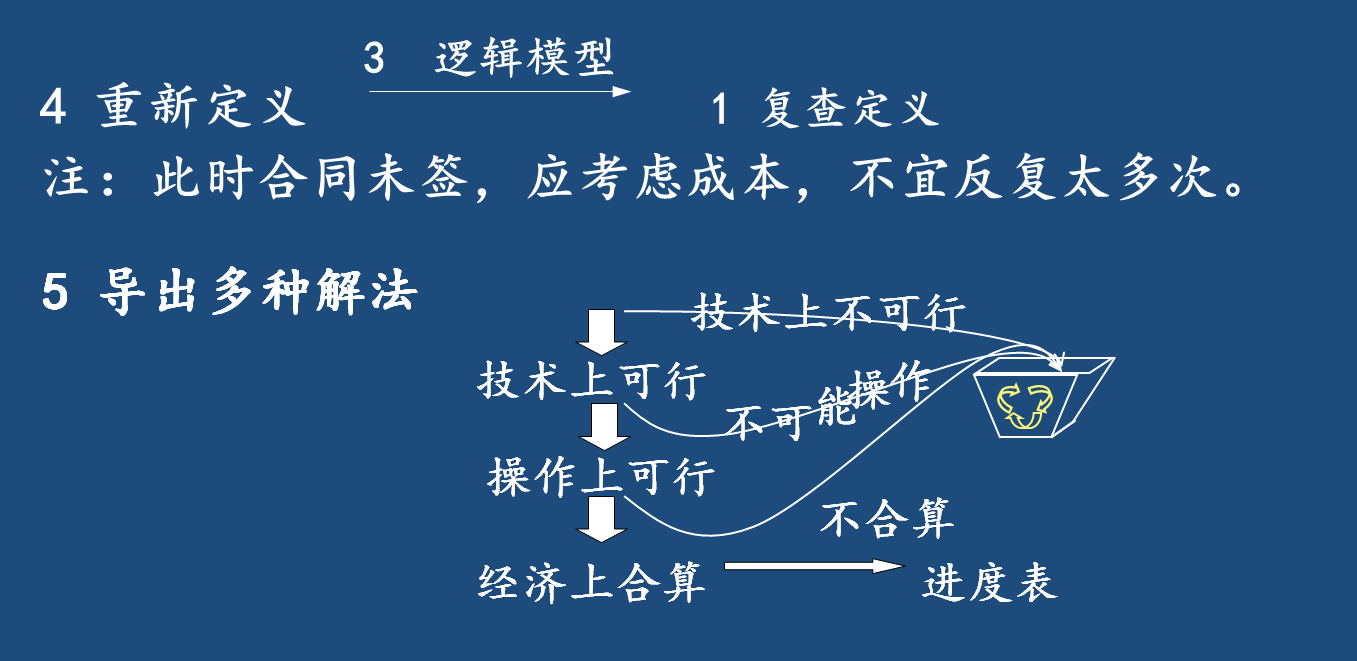 3 逻辑模型
4 重新定义
1 复查定义
注：此时合同未签，应考虑成本，不宜反复太多次。
5 导出多种解法
技术上不可行
技术上可行
不可能操作
操作上可行
不合算
经济上合算
进度表